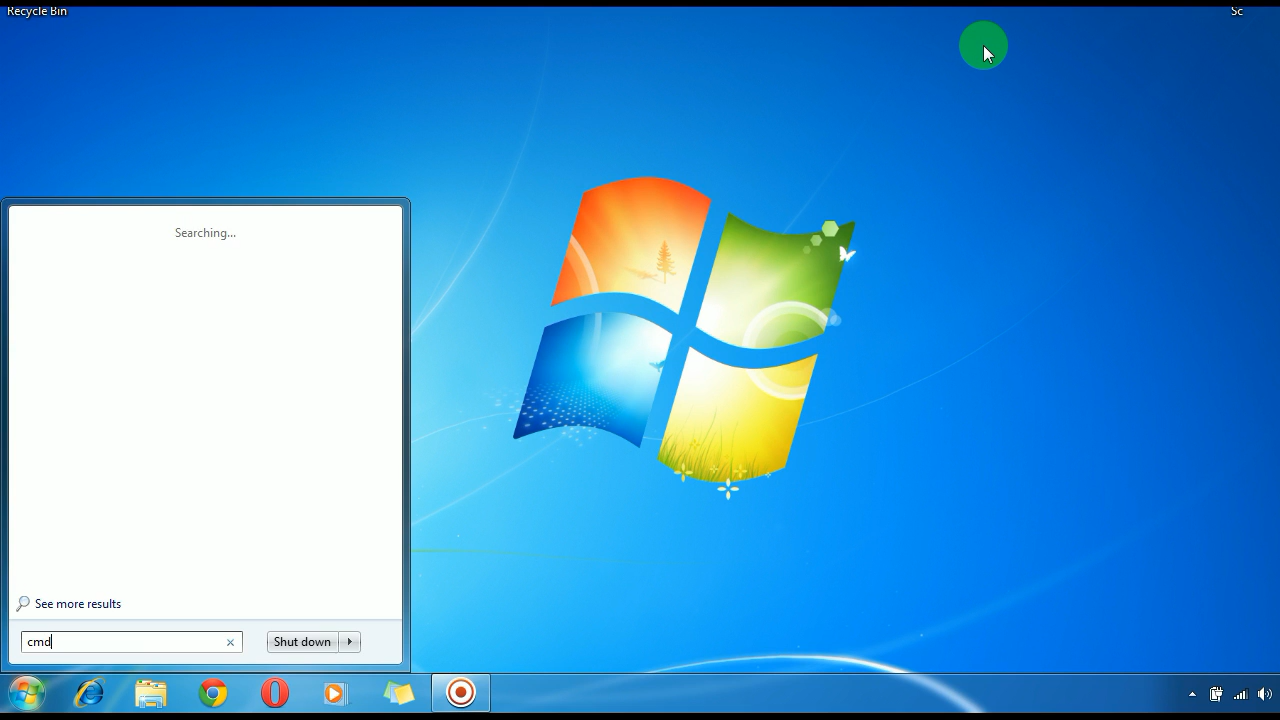 Recycle Bin
Sc
Searching...
See more results
cmd
Shut down